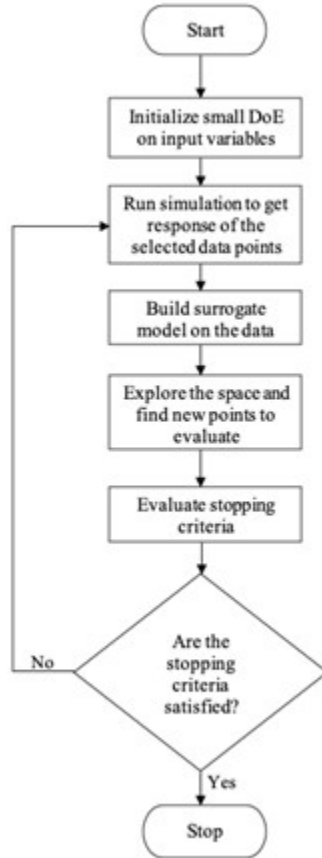 Start
Initialize small DoE
on input variables
Run simulation to get
response of the
selected data points
Build surrogate
model on the data
Explore the space and
find new points to
evaluate
Evaluate stopping
criteria
Are the
stopping
criteria
satisfied?
No
Yes
Stop